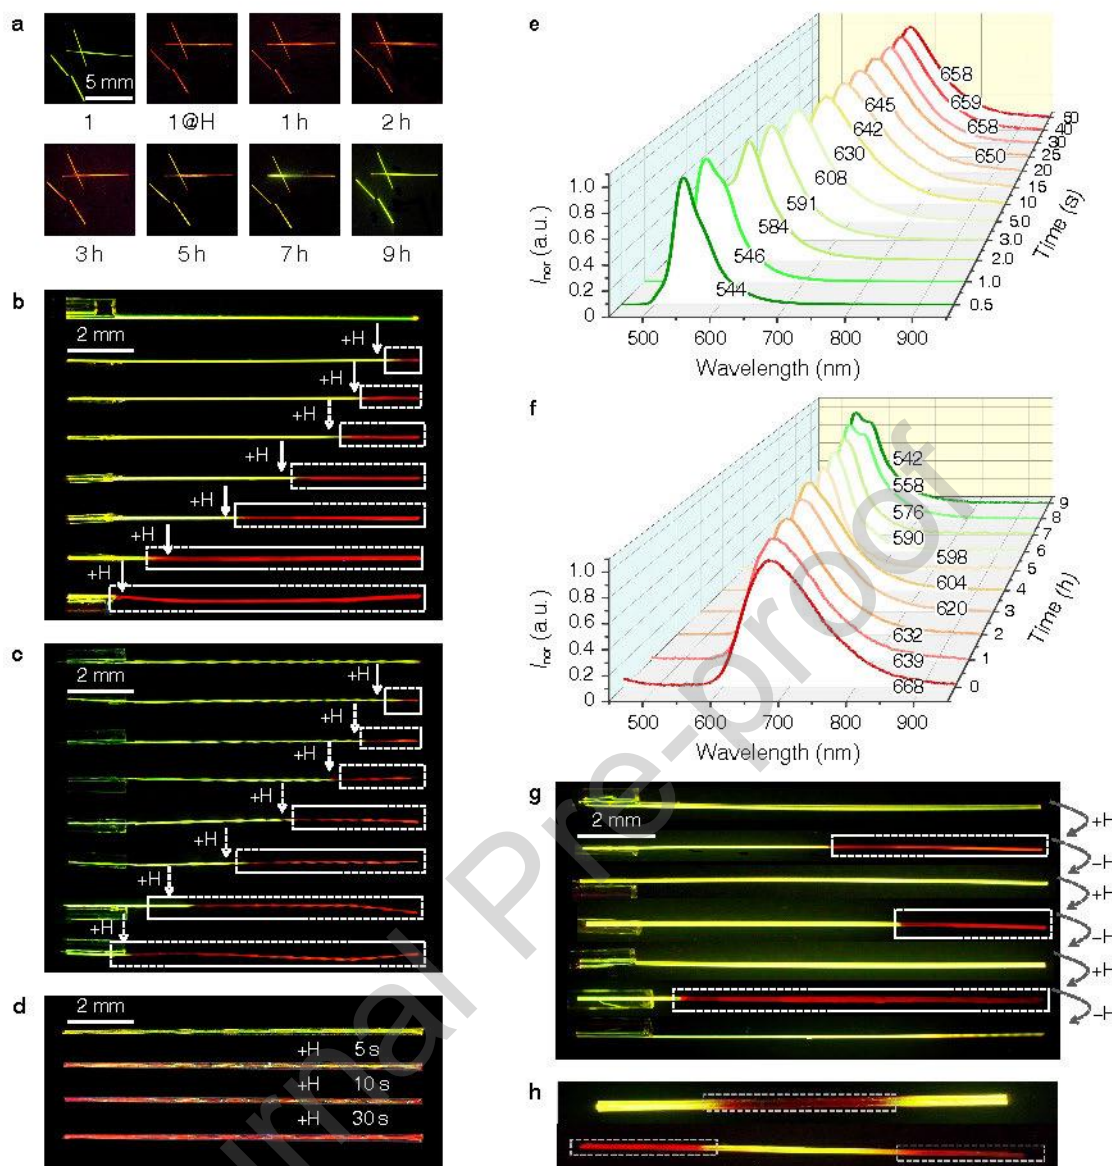 a
5 mm
1
1@H
1 h
2 h
3 h
5 h
7 h
9 h
b
2 mm
+H
+H
+H
+H
+H
+H
+H
c
2 mm
+H
+H
+H
+H
+H
+H
+H
d
2 mm
+H 5 s
+H 10 s
+H 30 s
e
Inor (a.u.)
1.0
0.8
0.6
0.4
0.2
0
500 600 700 800 900
Wavelength (nm)
658
659
658
645
650
642
630
608
591
584
546
544
50
40
30
25
20
15
10
5.0
3.0
2.0
1.0
0.5
Time (s)
f
Inor (a.u.)
1.0
0.8
0.6
0.4
0.2
0
500 600 700 800 900
Wavelength (nm)
542
558
576
590
598
604
620
632
639
668
9
8
7
6
5
4
3
2
1
0
Time (h)
g
2 mm
+H
−H
+H
−H
+H
−H
h
urnal Pre-proof